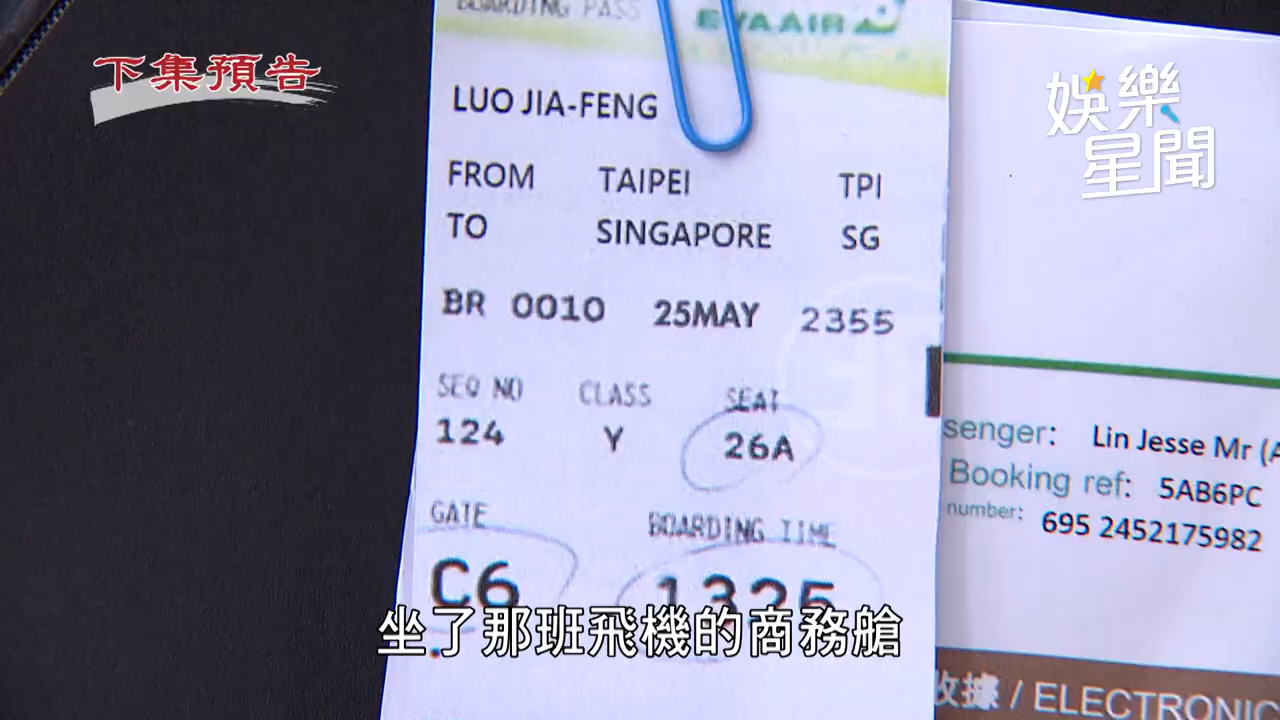 BOARDING PASS
EVA AIR
下集預告
娛樂
星聞
LUO JIA-FENG
FROM TAIPEI TPI
TO SINGAPORE SG
BR 0010 25MAY 2355
SEQ NO CLASS SEAT
124 Y 26A
GATE BOARDING TIME
C6 1325
senger: Lin Jesse Mr (A
Booking ref: 5AB6PC
number: 695 2452175982
收據 / ELECTRONIC
坐了那班飛機的商務艙